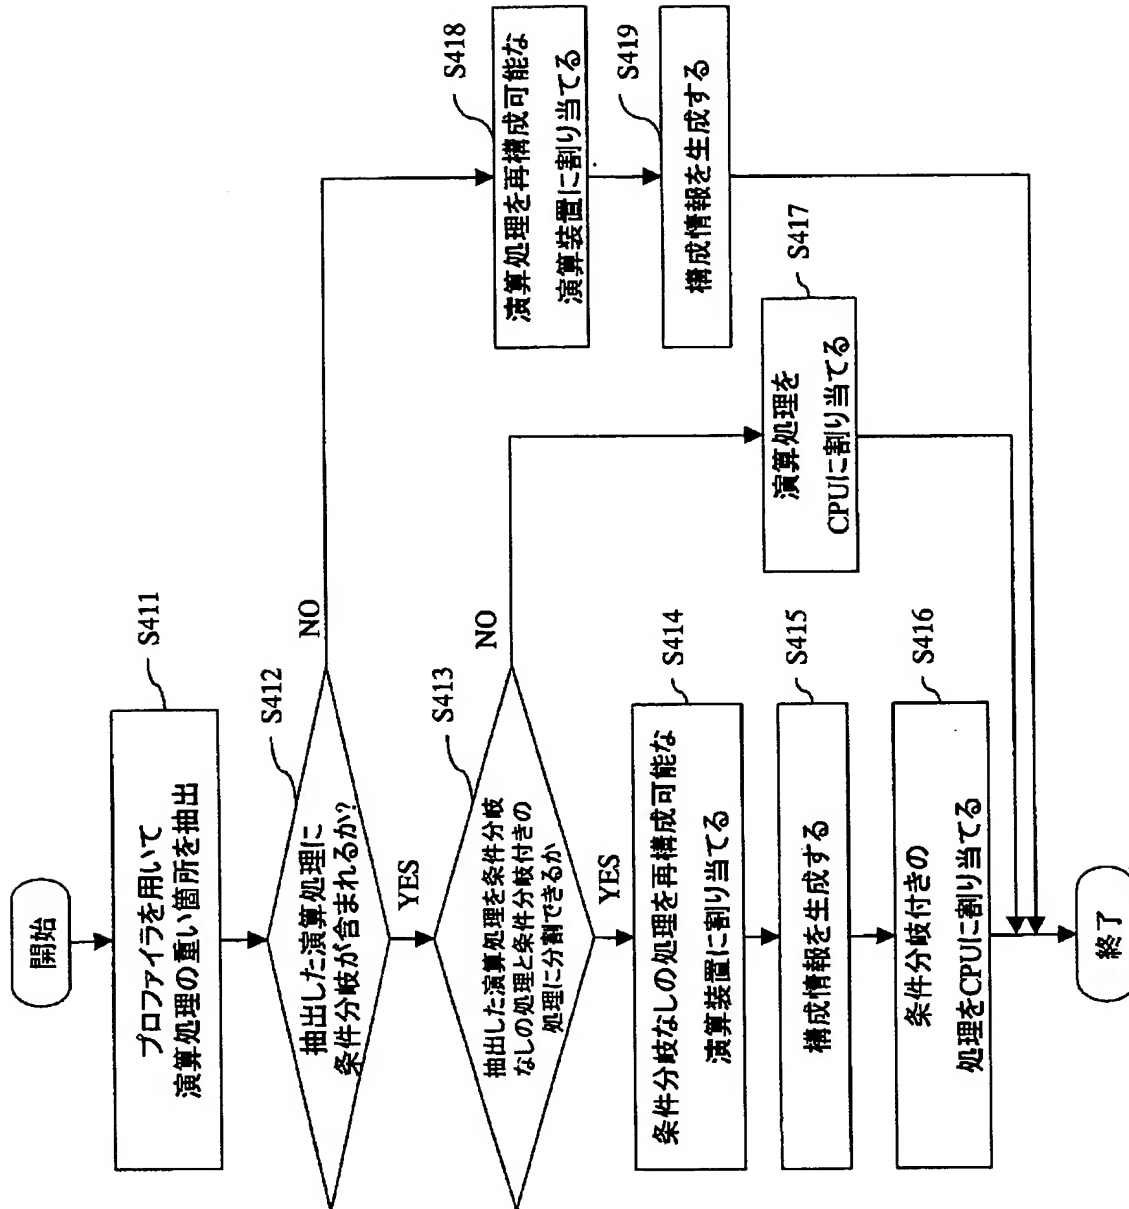 開始
プロファイラを用いて
演算処理の重い箇所を抽出
S411
抽出した演算処理に
条件分岐が含まれるか?
S412
NO
YES
抽出した演算処理を条件分岐
なしの処理と条件分岐付きの
処理に分割できるか
S413
NO
YES
条件分岐なしの処理を再構成可能な
演算装置に割り当てる
S414
構成情報を生成する
S415
条件分岐付きの
処理をCPUに割り当てる
S416
演算処理を
CPUに割り当てる
S417
演算処理を再構成可能な
演算装置に割り当てる
S418
構成情報を生成する
S419
終了